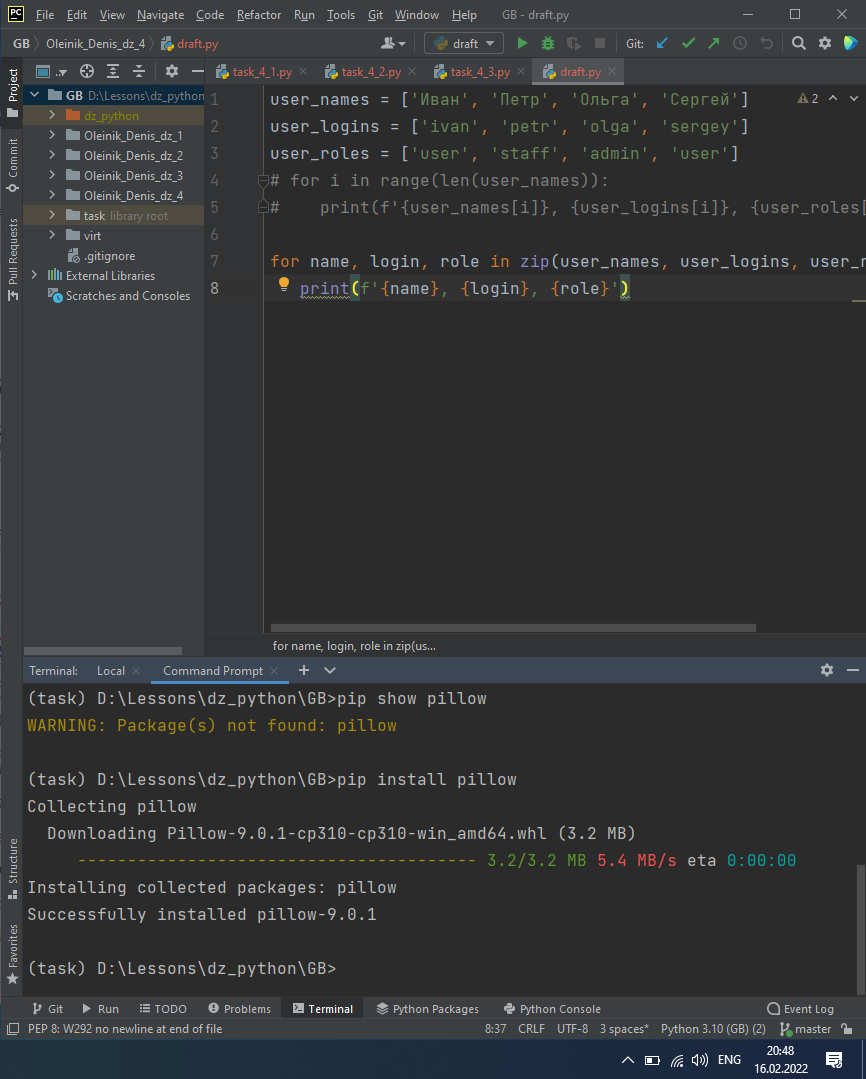 PC File Edit View Navigate Code Refactor Run Tools Git Window Help GB - draft.py
GB Oleinik_Denis_dz_4 draft.py draft Git:
Project
task_4_1.py task_4_2.py task_4_3.py draft.py
GB D:\Lessons\dz_python
dz_python
Oleinik_Denis_dz_1
Oleinik_Denis_dz_2
Oleinik_Denis_dz_3
Oleinik_Denis_dz_4
task library root
virt
.gitignore
External Libraries
Scratches and Consoles
Commit
Pull Requests
1 user_names = ['Иван', 'Петр', 'Ольга', 'Сергей'] 2
2 user_logins = ['ivan', 'petr', 'olga', 'sergey']
3 user_roles = ['user', 'staff', 'admin', 'user']
4 # for i in range(len(user_names)):
5 #    print(f'{user_names[i]}, {user_logins[i]}, {user_roles[
6
7 for name, login, role in zip(user_names, user_logins, user_r
8    print(f'{name}, {login}, {role}')
for name, login, role in zip(us...
Terminal: Local Command Prompt
(task) D:\Lessons\dz_python\GB>pip show pillow
WARNING: Package(s) not found: pillow
(task) D:\Lessons\dz_python\GB>pip install pillow
Collecting pillow
  Downloading Pillow-9.0.1-cp310-cp310-win_amd64.whl (3.2 MB)
     ---------------------------------------- 3.2/3.2 MB 5.4 MB/s eta 0:00:00
Installing collected packages: pillow
Successfully installed pillow-9.0.1
(task) D:\Lessons\dz_python\GB>
Structure
Favorites
Git Run TODO Problems Terminal Python Packages Python Console Event Log
PEP 8: W292 no newline at end of file 8:37 CRLF UTF-8 3 spaces* Python 3.10 (GB) (2) master
ENG
20:48
16.02.2022